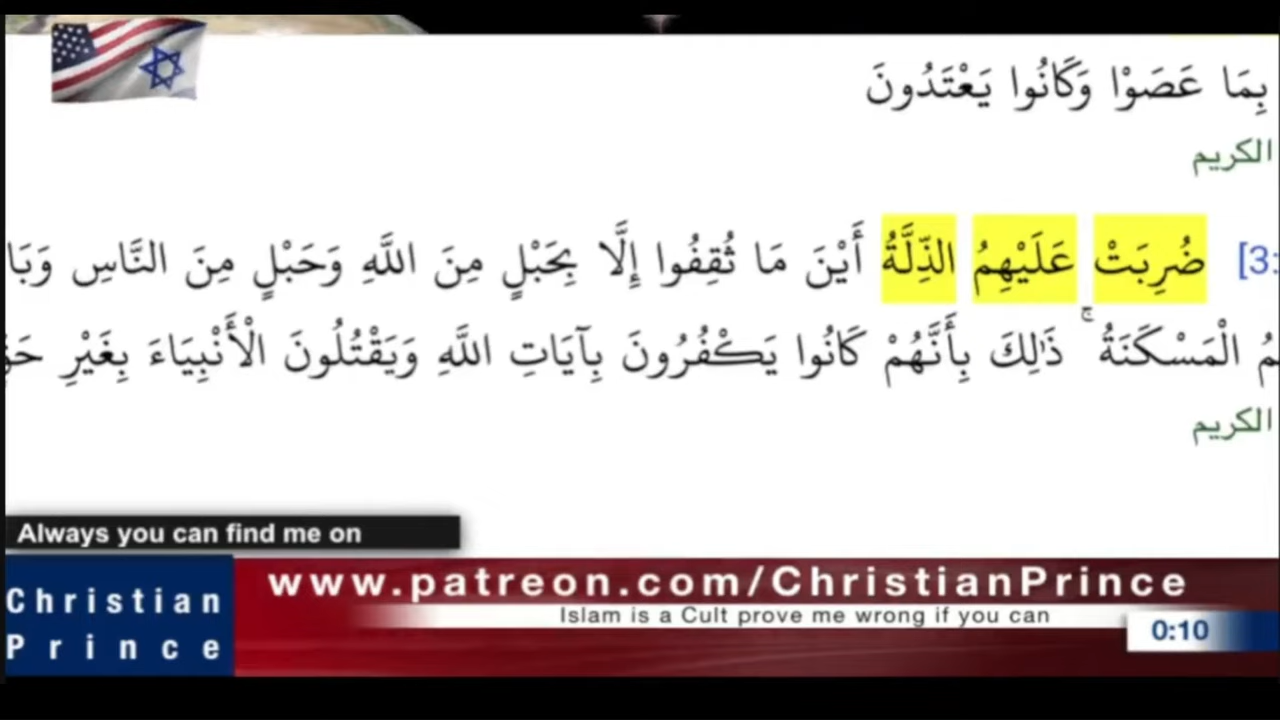 بِمَا عَصَوْا وَكَانُوا يَعْتَدُونَ
الكريم
[3:
ضُرِبَتْ عَلَيْهِمُ الذِّلَّةُ أَيْنَ مَا ثُقِفُوا إِلَّا بِحَبْلٍ مِنَ اللَّهِ وَحَبْلٍ مِنَ النَّاسِ
الْمَسْكَنَةُ ۚ ذَٰلِكَ بِأَنَّهُمْ كَانُوا يَكْفُرُونَ بِآيَاتِ اللَّهِ وَيَقْتُلُونَ الْأَنْبِيَاءَ بِغَيْرِ
الكريم
Always you can find me on
www.patreon.com/ChristianPrince
Islam is a Cult prove me wrong if you can
Christian
Prince
0:10